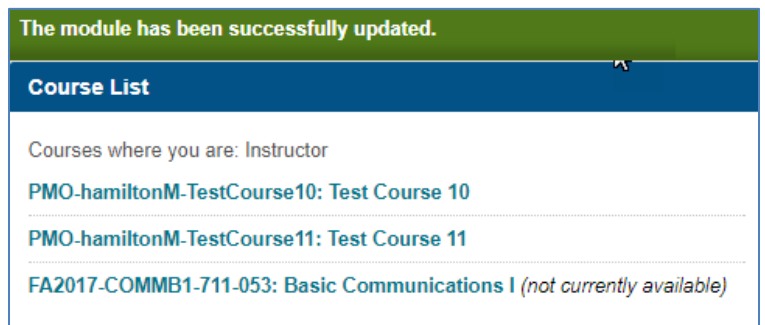 The module has been successfully updated.
Course List
Courses where you are: Instructor
PMO-hamiltonM-TestCourse10: Test Course 10
PMO-hamiltonM-TestCourse11: Test Course 11
FA2017-COMMB1-711-053: Basic Communications I (not currently available)